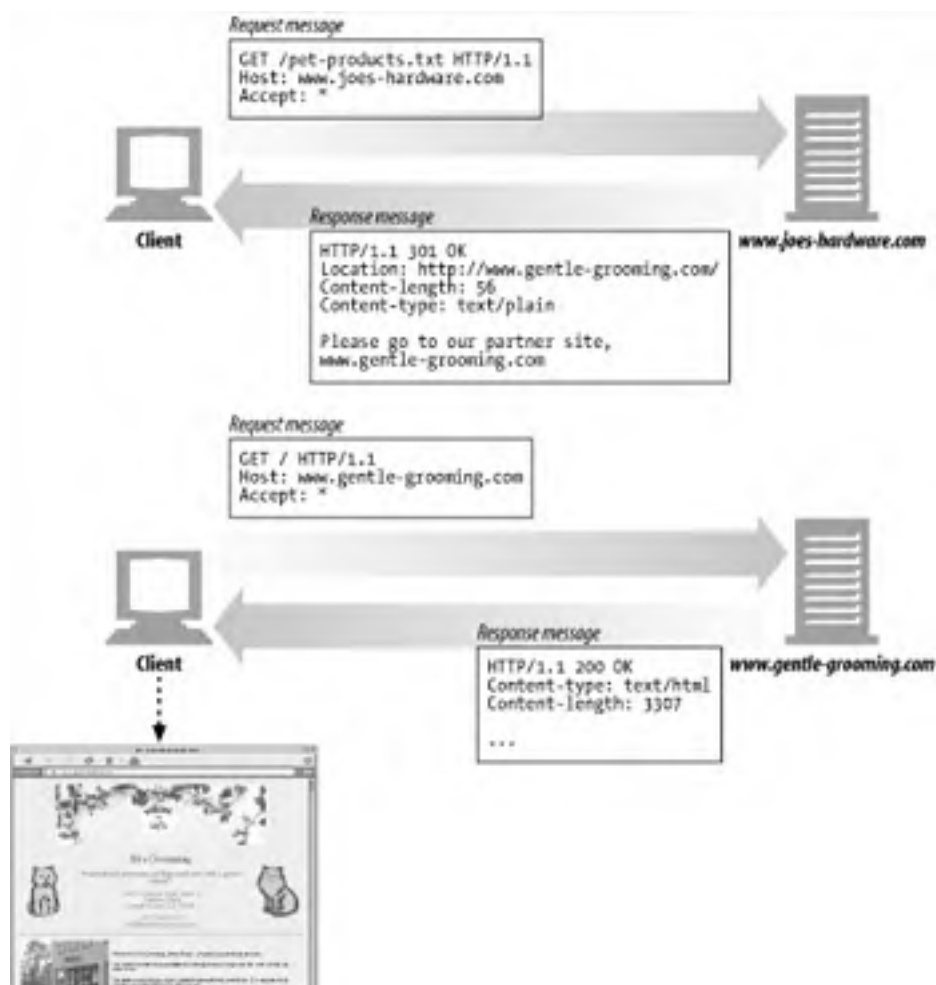 Request message
GET /pet-products.txt HTTP/1.1
Host: www.joes-hardware.com
Accept: *
Client
www.joes-hardware.com
Response message
HTTP/1.1 301 OK
Location: http://www.gentle-grooming.com/
Content-length: 56
Content-type: text/plain
Please go to our partner site,
www.gentle-grooming.com
Request message
GET / HTTP/1.1
Host: www.gentle-grooming.com
Accept: *
Client
www.gentle-grooming.com
Response message
HTTP/1.1 200 OK
Content-type: text/html
Content-length: 3307
...